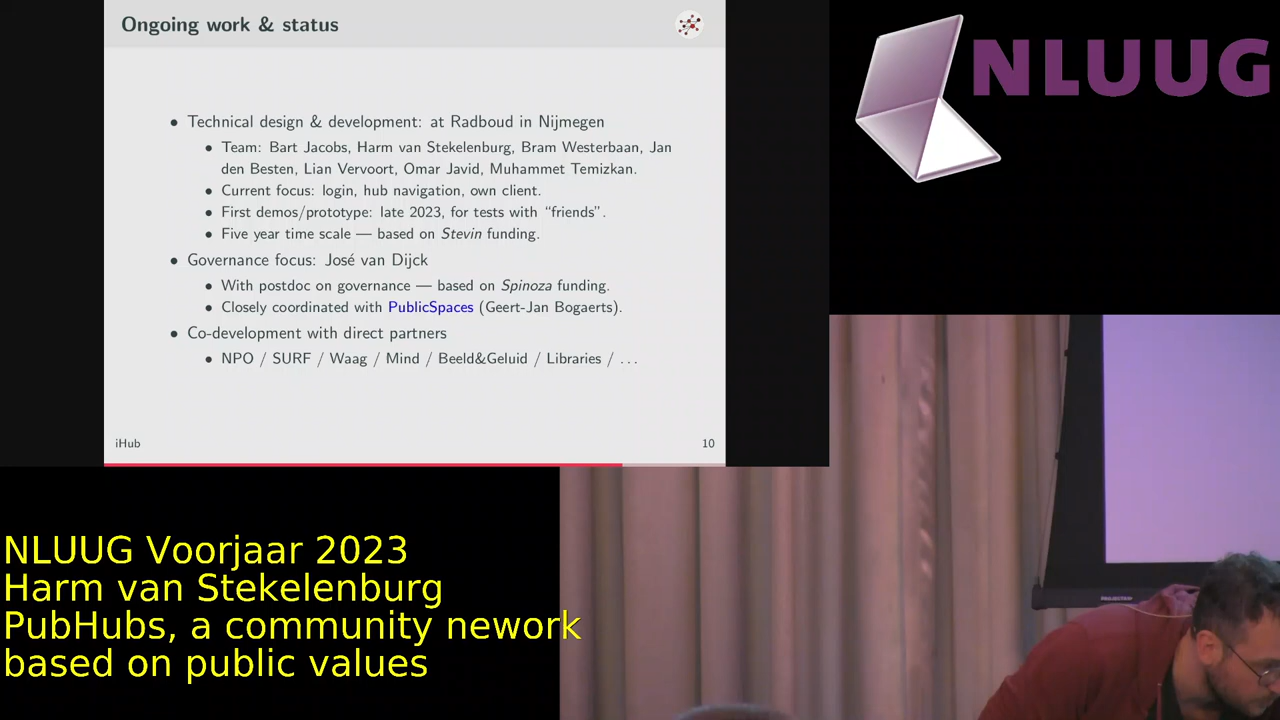 Ongoing work & status
• Technical design & development: at Radboud in Nijmegen
• Team: Bart Jacobs, Harm van Stekelenburg, Bram Westerbaan, Jan
den Besten, Lian Vervoort, Omar Javid, Muhammet Temizkan.
• Current focus: login, hub navigation, own client.
• First demos/prototype: late 2023, for tests with “friends”.
• Five year time scale — based on Stevin funding.
• Governance focus: José van Dijck
• With postdoc on governance — based on Spinoza funding.
• Closely coordinated with PublicSpaces (Geert-Jan Bogaerts).
• Co-development with direct partners
• NPO / SURF / Waag / Mind / Beeld&Geluid / Libraries / ...
iHub
10
NLUUG
NLUUG Voorjaar 2023
Harm van Stekelenburg
PubHubs, a community nework
based on public values